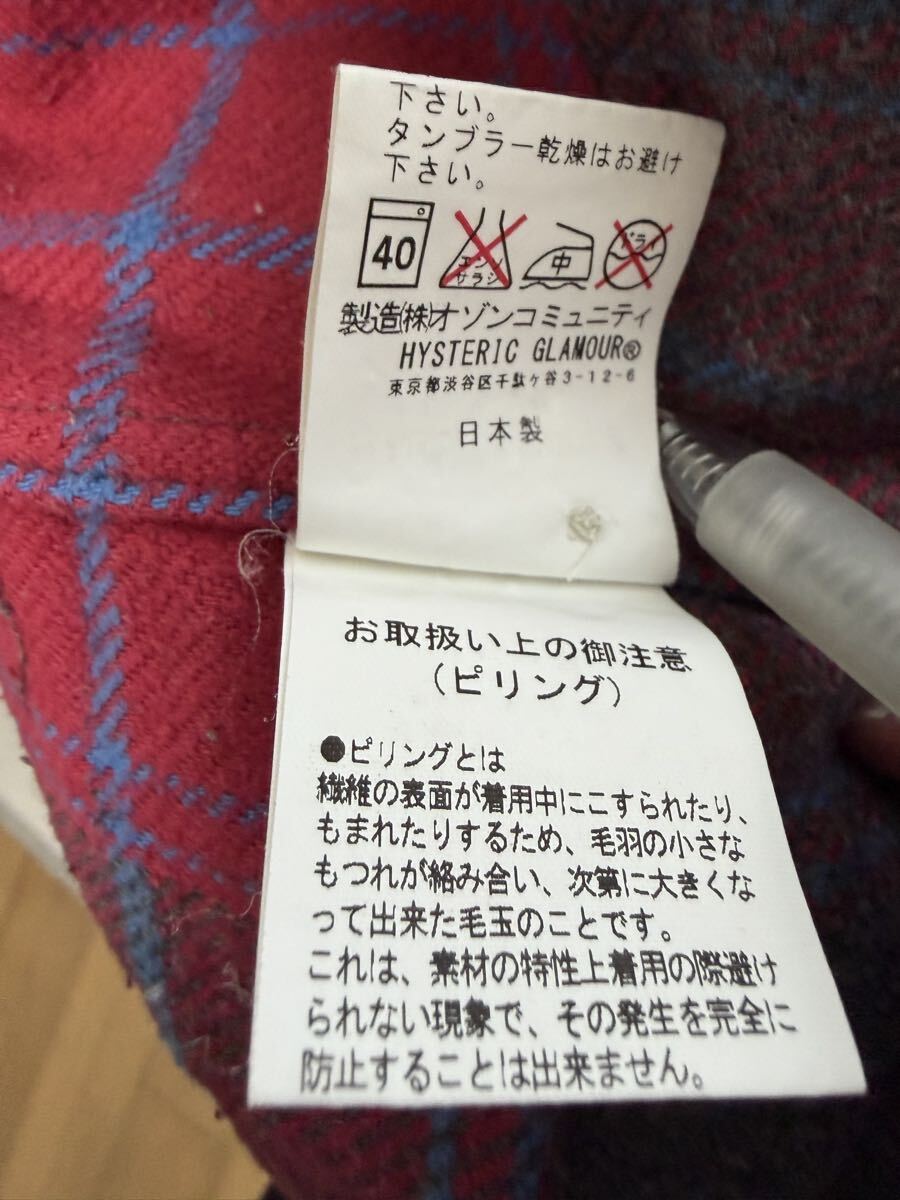 下さい。
タンブラー乾燥はお避け
下さい。
40 エンソ サラシ 中 ドライ
製造(株)オゾンコミュニティ
HYSTERIC GLAMOUR®
東京都渋谷区千駄ヶ谷3-12-6
日本製
お取扱い上の御注意
(ピリング)
●ピリングとは
繊維の表面が着用中にこすられたり、
もまれたりするため、毛羽の小さな
もつれが絡み合い、次第に大きくな
って出来た毛玉のことです。
これは、素材の特性上着用の際避け
られない現象で、その発生を完全に
防止することは出来ません。